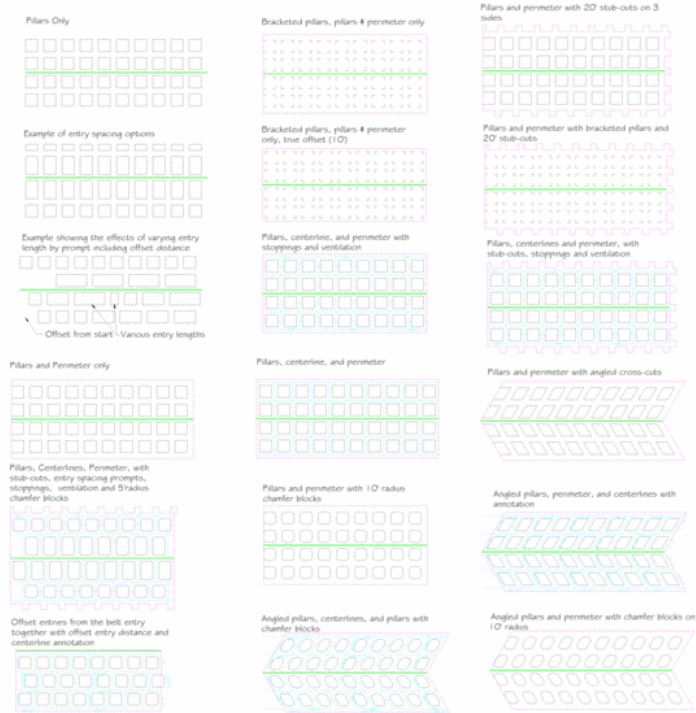 Pillars Only
Example of entry spacing options
Example showing the effects of varying entry
length by prompt including offset distance
Offset from start
Various entry lengths
Pillars and Perimeter only
Pillars, Centerlines, Perimeter, with
stub-outs, entry spacing prompts,
stoppings, ventilation and 5'radius
chamfer blocks
Offset entries from the belt entry
together with offset entry distance and
centerline annotation
Bracketed pillars, pillars & perimeter only
Bracketed pillars, pillars & perimeter
only, true offset (10')
Pillars, centerline, and perimeter with
stoppings and ventilation
Pillars, centerline, and perimeter
Pillars and perimeter with 10' radius
chamfer blocks
Angled pillars, centerlines, and pillars with
chamfer blocks
Pillars and perimeter with 20' stub-outs on 3
sides
Pillars and perimeter with bracketed pillars and
20' stub-outs
Pillars, centerlines and perimeter, with
stub-outs, stoppings and ventilation
Pillars and perimeter with angled cross-cuts
Angled pillars, perimeter, and centerlines with
annotation
Angled pillars and perimeter with chamfer blocks on
10' radius